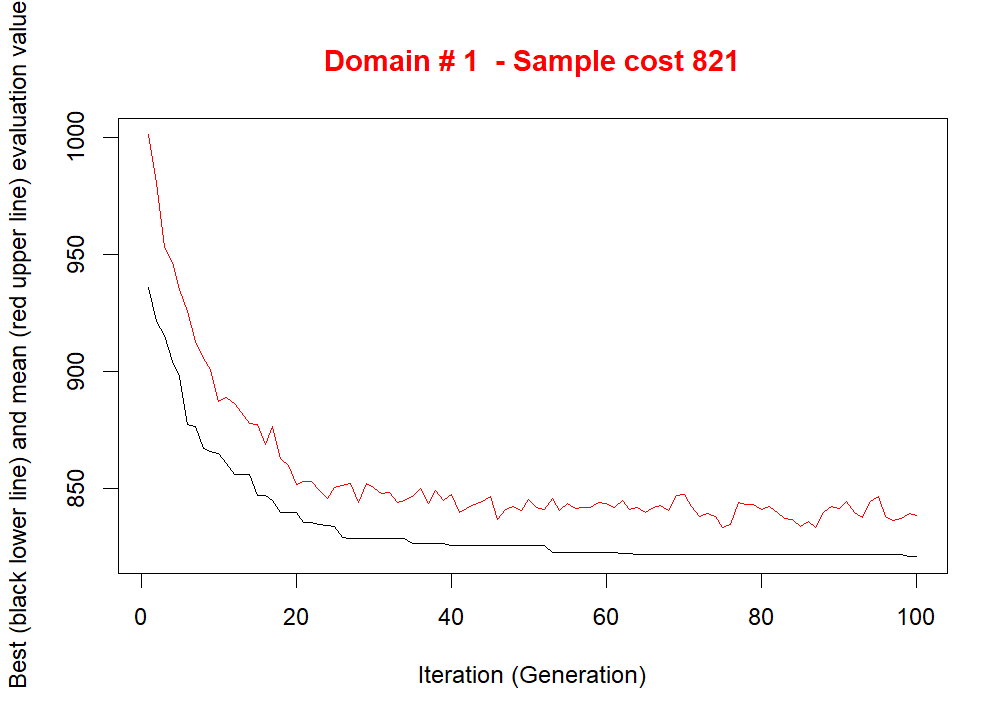 Domain # 1  - Sample cost 821
Best (black lower line) and mean (red upper line) evaluation value
1000
950
900
850
0 20 40 60 80 100
Iteration (Generation)